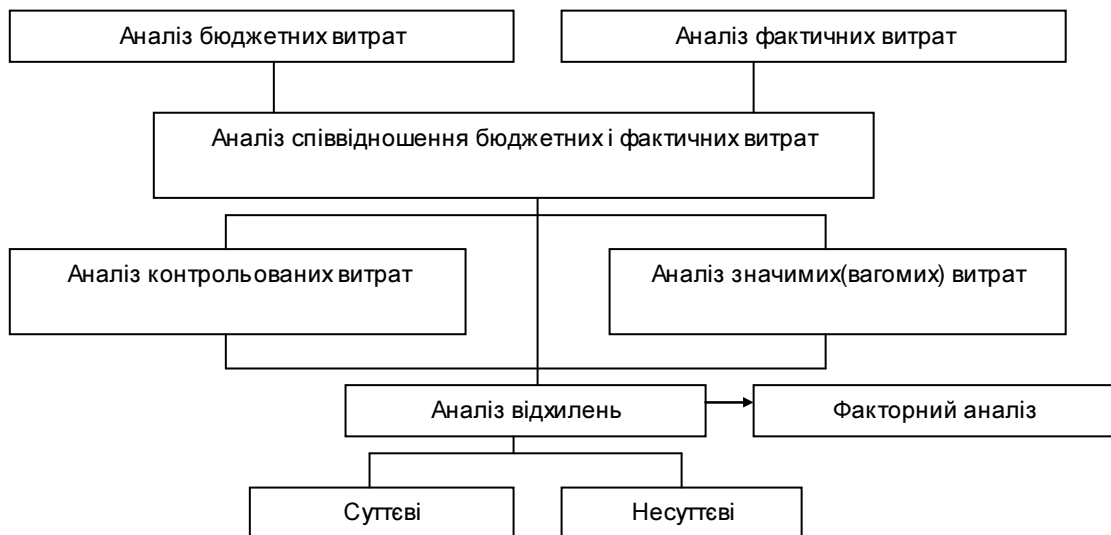 Аналіз бюджетних витрат
Аналіз фактичних витрат
Аналіз співвідношення бюджетних і фактичних витрат
Аналіз контрольованих витрат
Аналіз значимих(вагомих) витрат
Аналіз відхилень
Факторний аналіз
Суттєві
Несуттєві